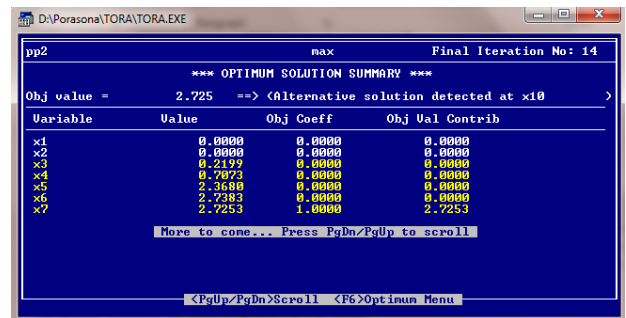 D:\Porasona\TORA\TORA.EXE
pp2 max Final Iteration No: 14
*** OPTIMUM SOLUTION SUMMARY ***
Obj value = 2.725 ==> (Alternative solution detected at x10 >
Variable Value Obj Coeff Obj Val Contrib
x1 0.0000 0.0000 0.0000
x2 0.0000 0.0000 0.0000
x3 0.2199 0.0000 0.0000
x4 0.7073 0.0000 0.0000
x5 2.3680 0.0000 0.0000
x6 2.7383 0.0000 0.0000
x7 2.7253 1.0000 2.7253
More to come... Press PgDn/PgUp to scroll
<PgUp/PgDn>Scroll <F6>Optimum Menu